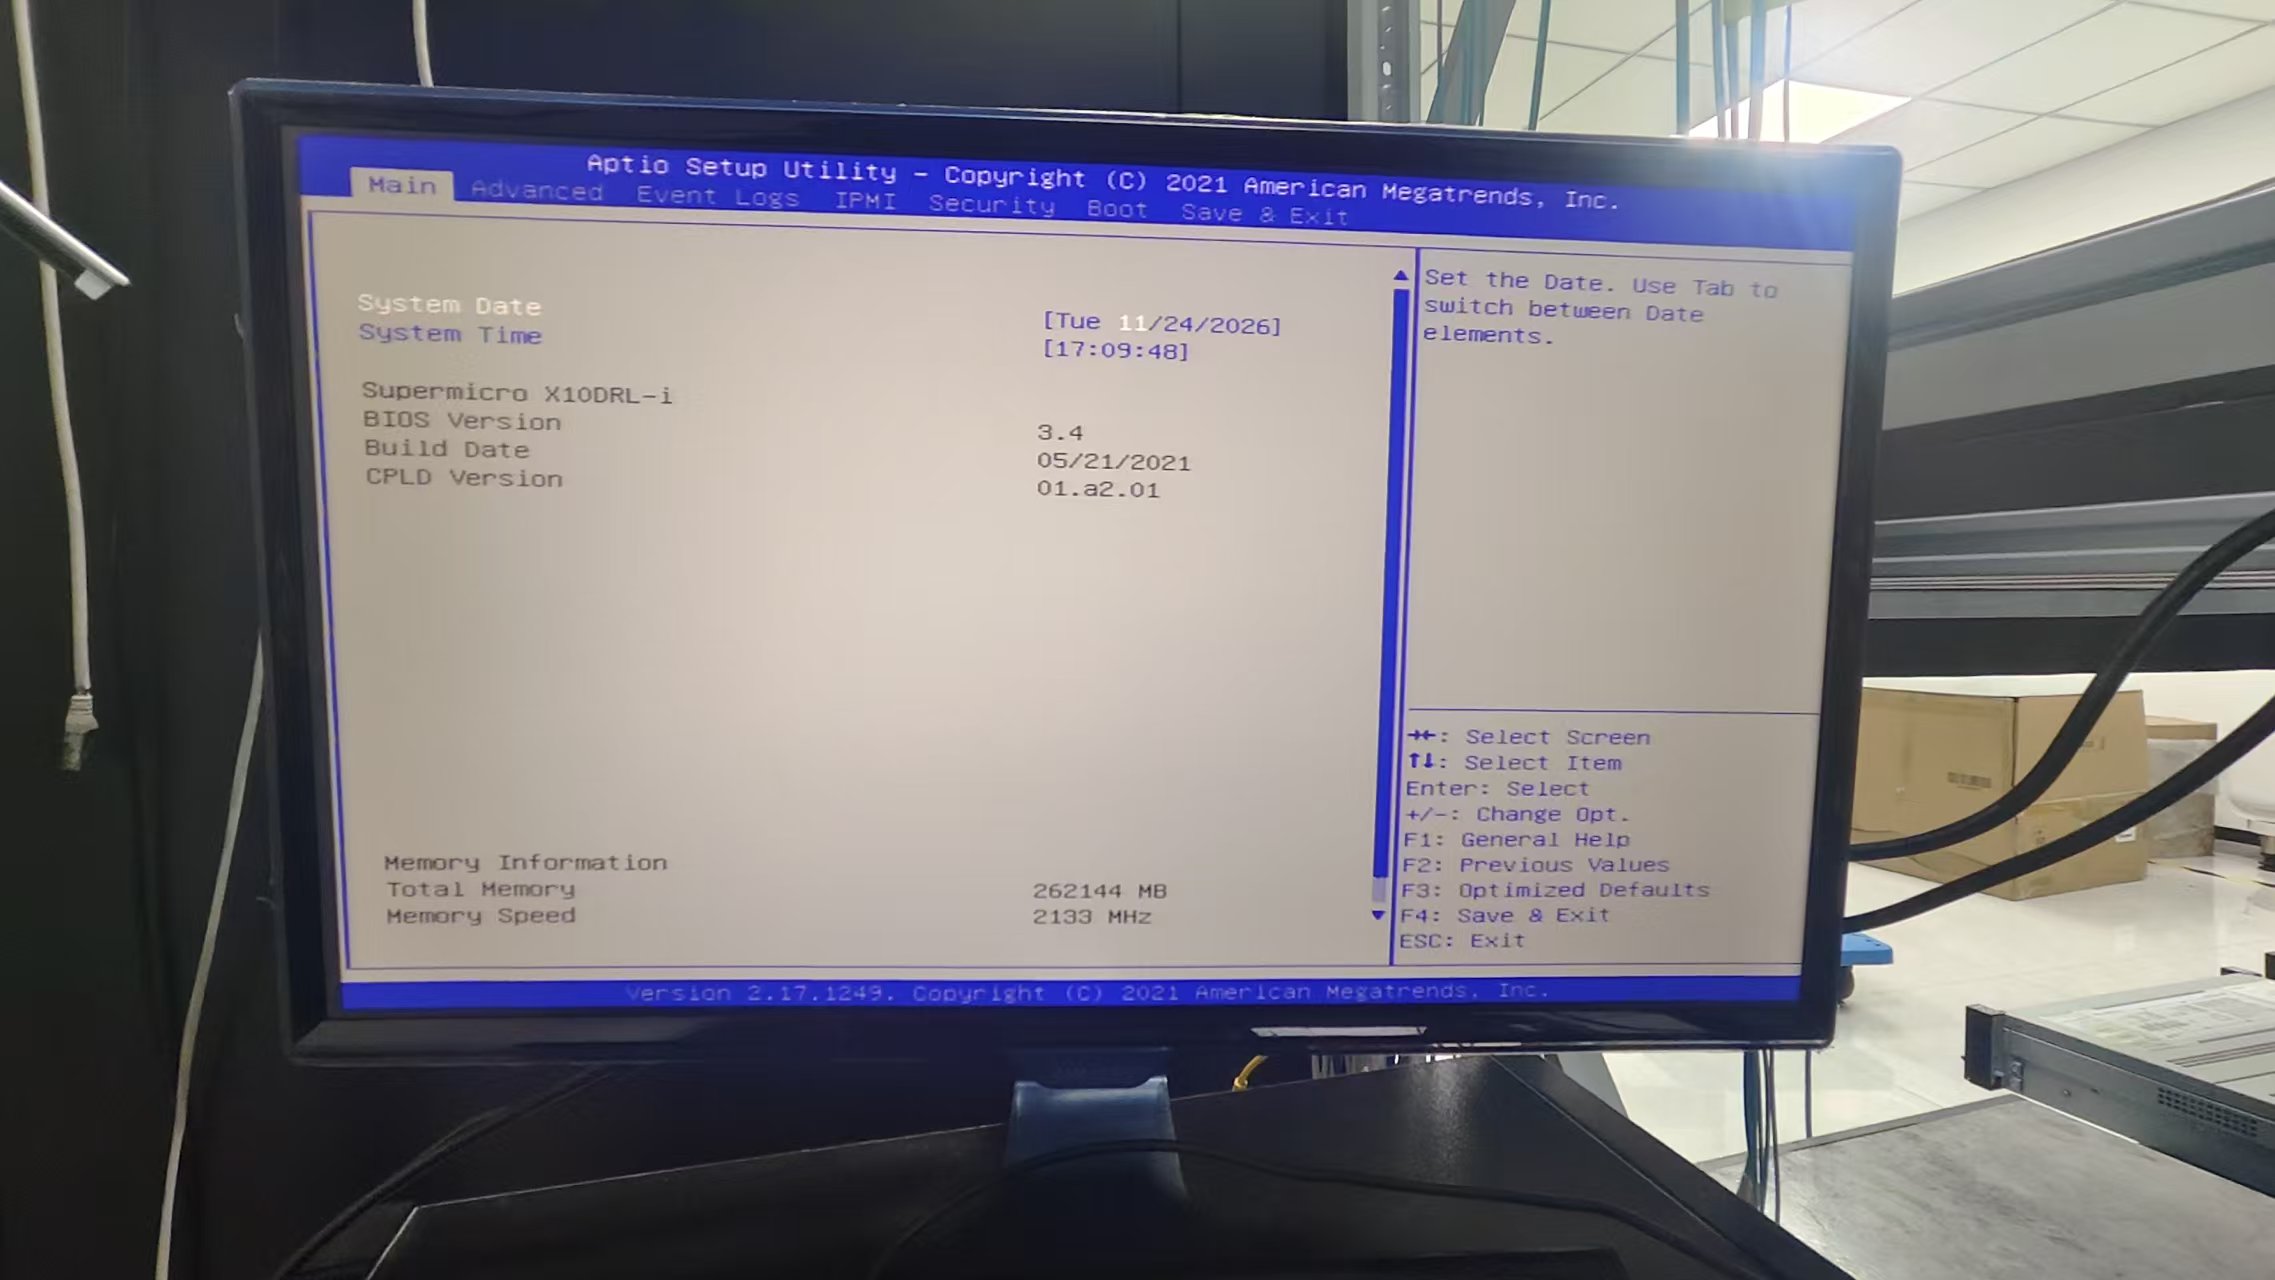 Aptio Setup Utility – Copyright (C) 2021 American Megatrends, Inc.
Main Advanced Event Logs IPMI Security Boot Save & Exit
System Date [Tue 11/24/2026]
System Time [17:09:48]
Supermicro X10DRL-i
BIOS Version 3.4
Build Date 05/21/2021
CPLD Version 01.a2.01
Memory Information
Total Memory 262144 MB
Memory Speed 2133 MHz
Set the Date. Use Tab to
switch between Date
elements.
→←: Select Screen
↑↓: Select Item
Enter: Select
+/-: Change Opt.
F1: General Help
F2: Previous Values
F3: Optimized Defaults
F4: Save & Exit
ESC: Exit
Version 2.17.1249. Copyright (C) 2021 American Megatrends, Inc.